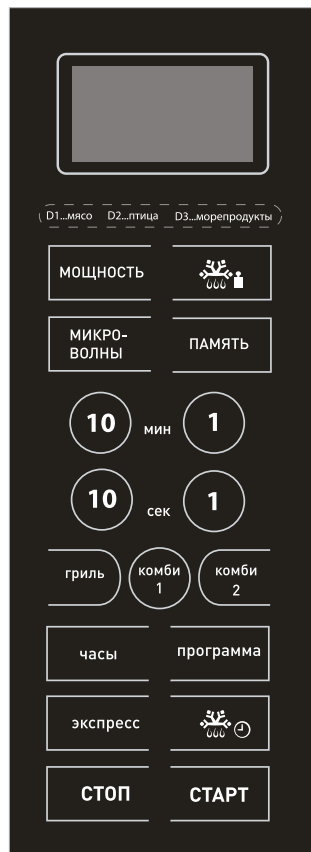 D1...мясо D2...птица D3...морепродукты
МОЩНОСТЬ
МИКРО-
ВОЛНЫ
ПАМЯТЬ
10 мин 1
10 сек 1
гриль
комби
1
комби
2
часы программа
экспресс
СТОП СТАРТ